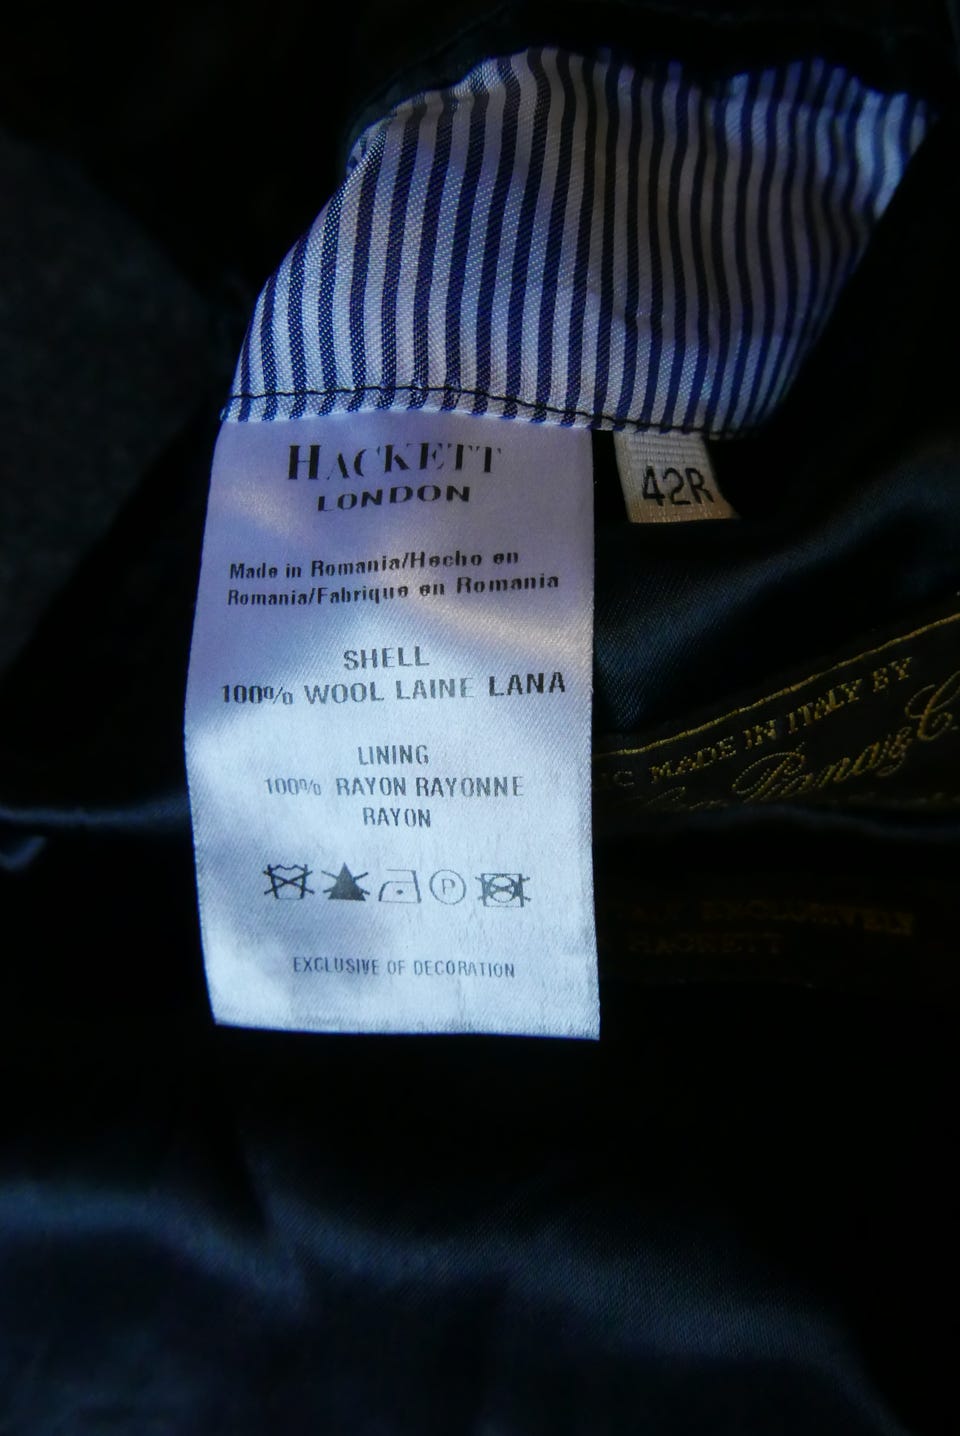 HACKETT
LONDON
42R
Made in Romania/Hecho en
Romania/Fabrique en Romania
SHELL
100% WOOL LAINE LANA
LINING
100% RAYON RAYONNE
RAYON
P
EXCLUSIVE OF DECORATION
MADE IN ITALY BY
EXCLUSIVELY
HACKETT